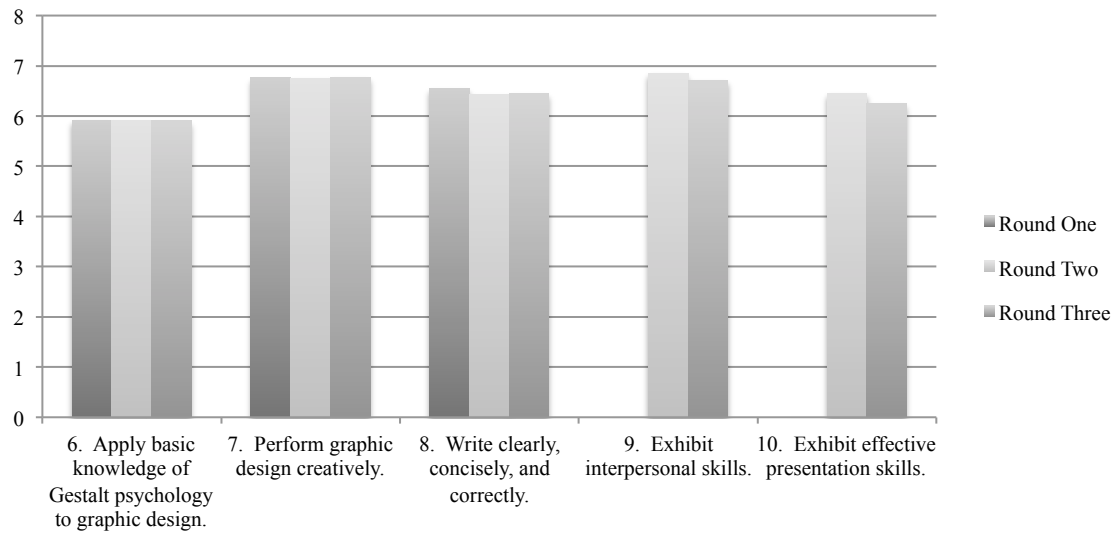 8
7
6
5
4
3
2
1
0
6. Apply basic
knowledge of
Gestalt psychology
to graphic design.
7. Perform graphic
design creatively.
8. Write clearly,
concisely, and
correctly.
9. Exhibit
interpersonal skills.
10. Exhibit effective
presentation skills.
Round One
Round Two
Round Three